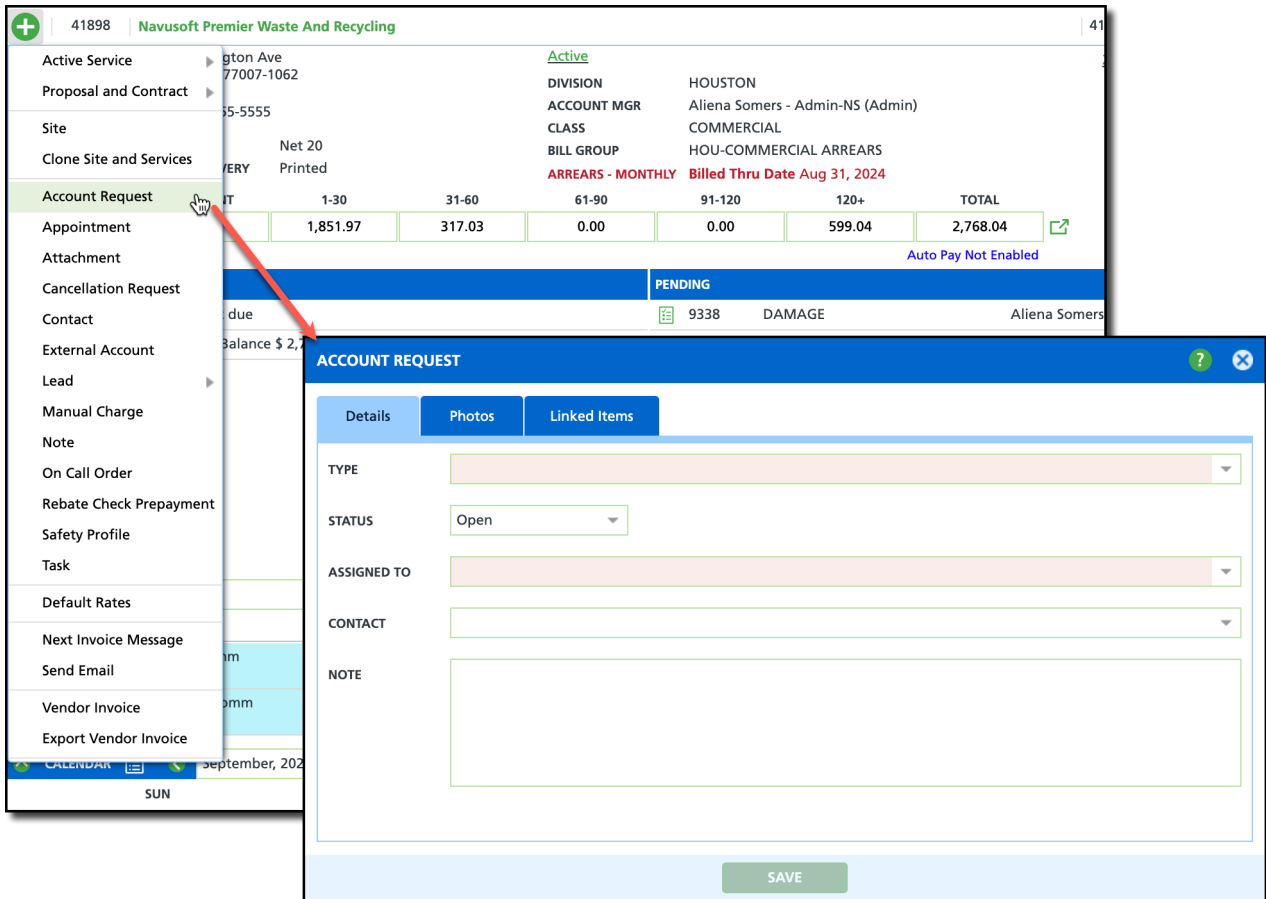 41898 Navusoft Premier Waste And Recycling 41
Active Service
Proposal and Contract
Site
Clone Site and Services
Account Request
Appointment
Attachment
Cancellation Request
Contact
External Account
Lead
Manual Charge
Note
On Call Order
Rebate Check Prepayment
Safety Profile
Task
Default Rates
Next Invoice Message
Send Email
Vendor Invoice
Export Vendor Invoice
gton Ave
77007-1062
55-5555
Net 20
VERY Printed
Active
DIVISION HOUSTON
ACCOUNT MGR Aliena Somers - Admin-NS (Admin)
CLASS COMMERCIAL
BILL GROUP HOU-COMMERCIAL ARREARS
ARREARS - MONTHLY Billed Thru Date Aug 31, 2024
NT 1-30 31-60 61-90 91-120 120+ TOTAL
1,851.97 317.03 0.00 0.00 599.04 2,768.04
Auto Pay Not Enabled
PENDING
due 9338 DAMAGE Aliena Somers
Balance $ 2,7
ACCOUNT REQUEST ?
Details Photos Linked Items
TYPE
STATUS Open
ASSIGNED TO
CONTACT
NOTE
SAVE
CALENDAR September, 202
SUN